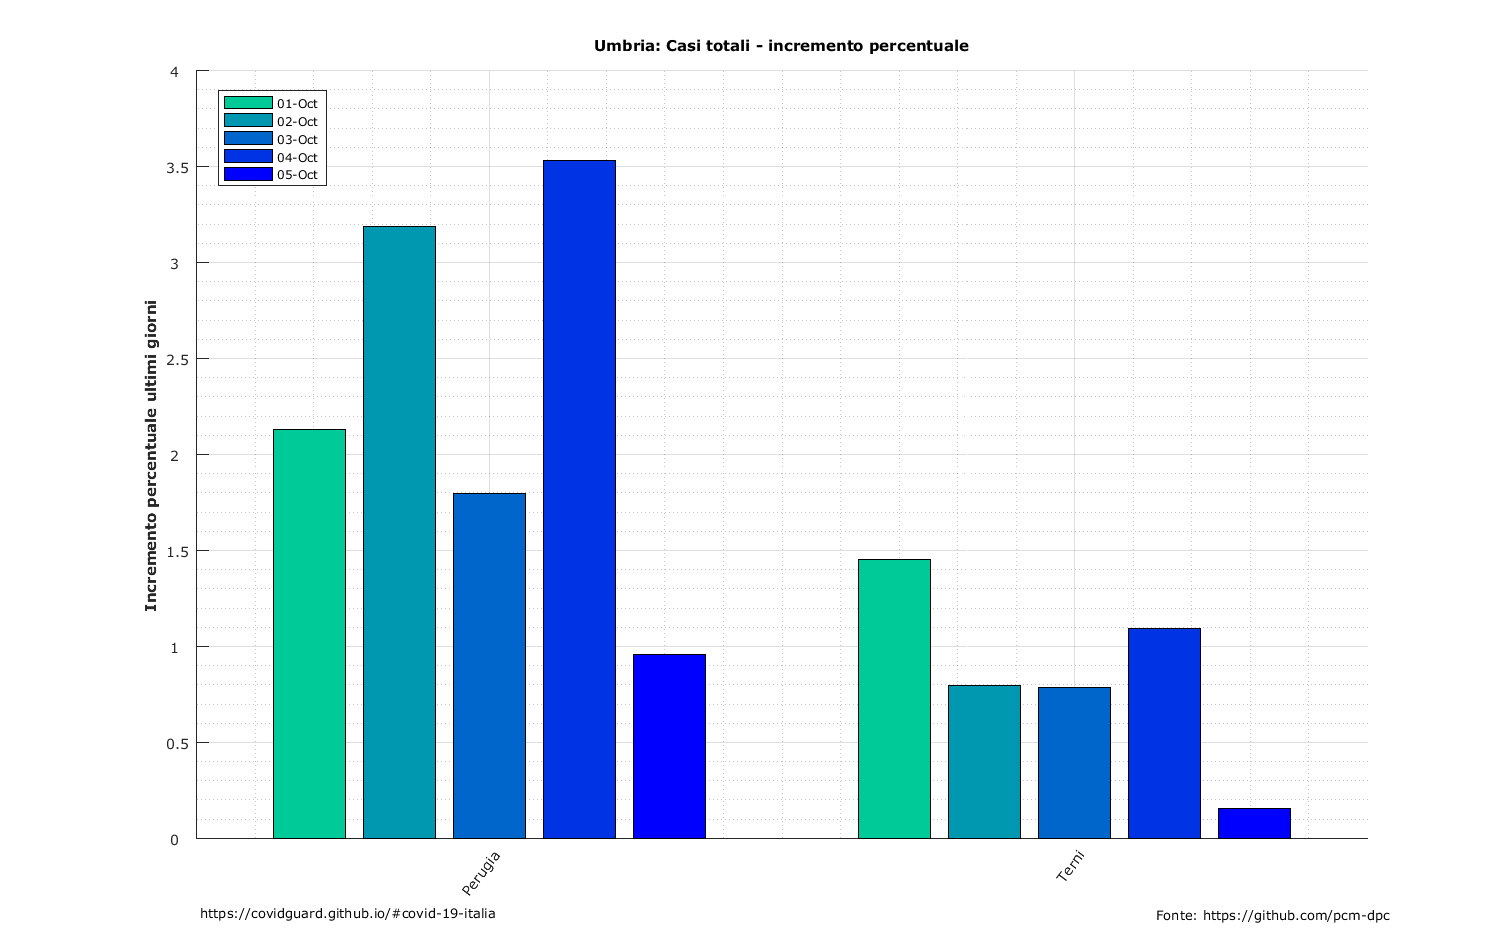 Umbria: Casi totali - incremento percentuale
4
3.5
3
2.5
2
1.5
1
0.5
0
Incremento percentuale ultimi giorni
01-Oct
02-Oct
03-Oct
04-Oct
05-Oct
Perugia
Terni
https://covidguard.github.io/#covid-19-italia
Fonte: https://github.com/pcm-dpc